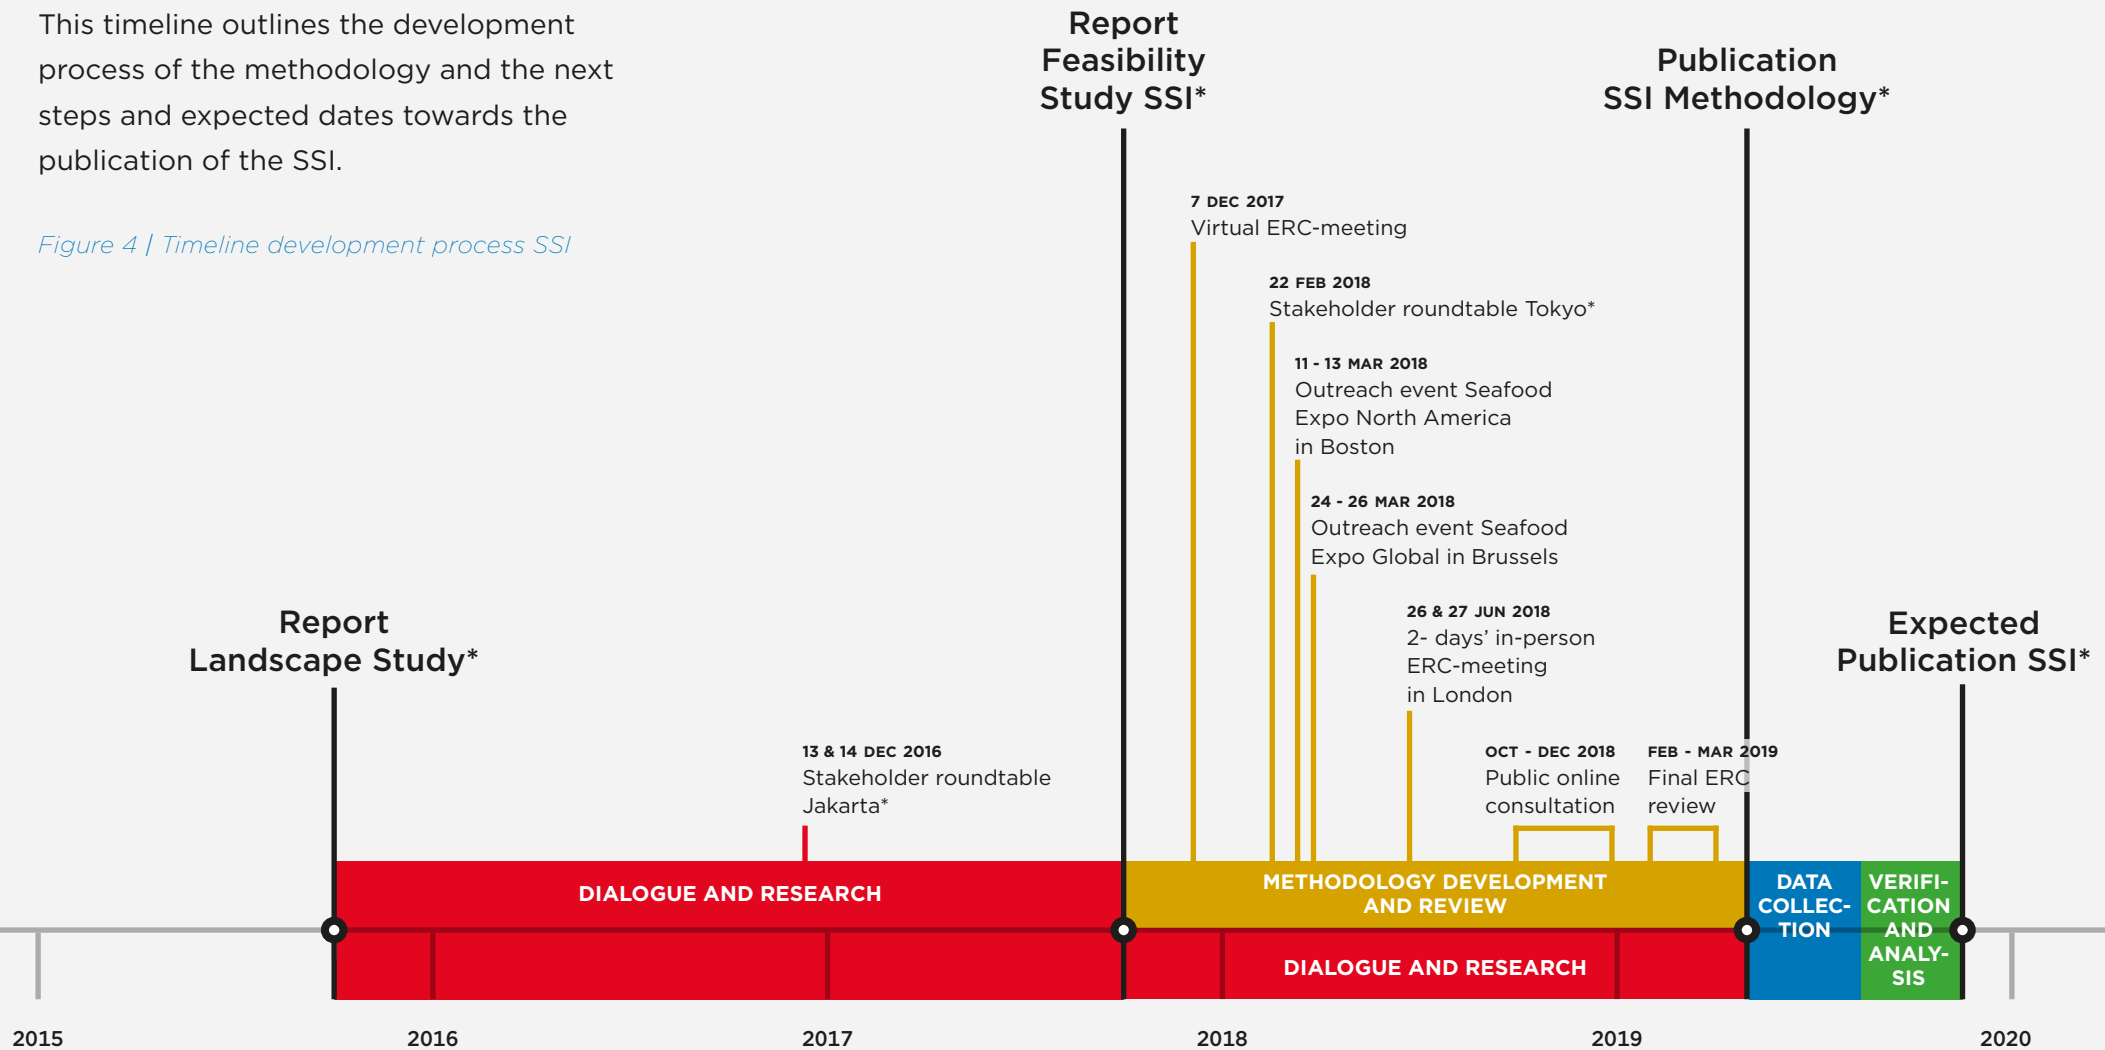 This timeline outlines the development
process of the methodology and the next
steps and expected dates towards the
publication of the SSI.
Figure 4 | Timeline development process SSI
Report
Feasibility
Study SSI*
Publication
SSI Methodology*
7 DEC 2017
Virtual ERC-meeting
22 FEB 2018
Stakeholder roundtable Tokyo*
11 - 13 MAR 2018
Outreach event Seafood
Expo North America
in Boston
24 - 26 MAR 2018
Outreach event Seafood
Expo Global in Brussels
26 & 27 JUN 2018
2- days’ in-person
ERC-meeting
in London
Report
Landscape Study*
Expected
Publication SSI*
13 & 14 DEC 2016
Stakeholder roundtable
Jakarta*
OCT - DEC 2018
Public online
consultation
FEB - MAR 2019
Final ERC
review
DIALOGUE AND RESEARCH
METHODOLOGY DEVELOPMENT
AND REVIEW
DATA
COLLEC-
TION
VERIFI-
CATION
AND
ANALY-
SIS
DIALOGUE AND RESEARCH
2015
2016
2017
2018
2019
2020